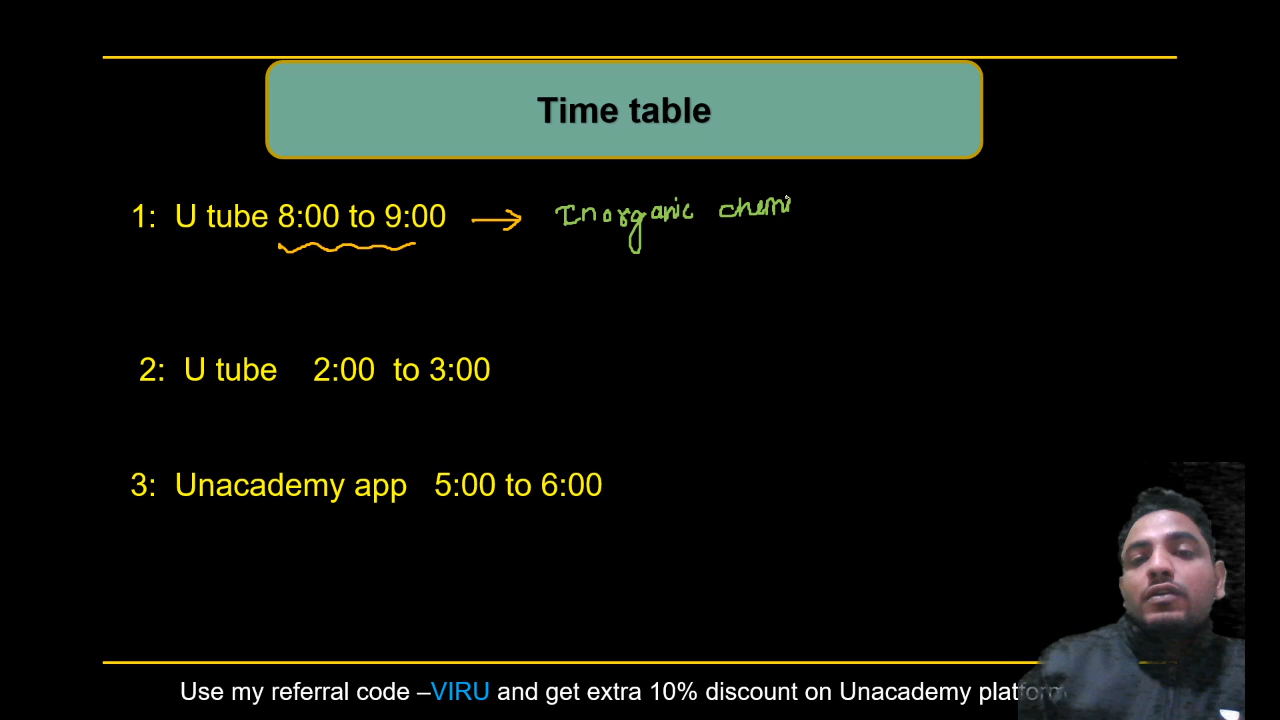 Time table
1: U tube 8:00 to 9:00 → Inorganic chemi
2: U tube 2:00 to 3:00
3: Unacademy app 5:00 to 6:00
Use my referral code –VIRU and get extra 10% discount on Unacademy platform